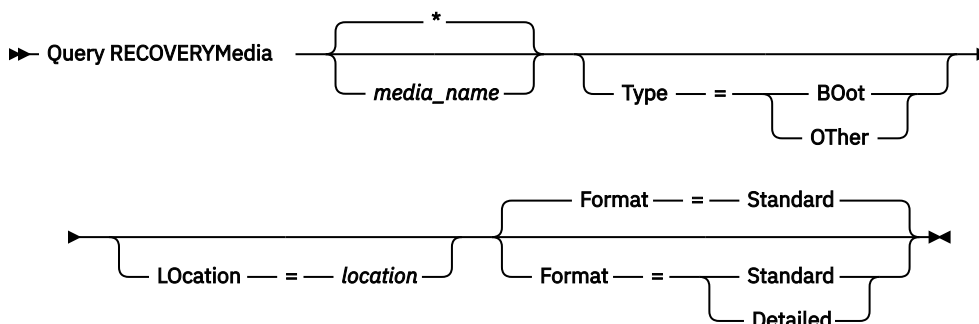 *
Query RECOVERYMedia
media_name
Type = BOot
OTher
Format = Standard
LOcation = location
Format = Standard
Detailed